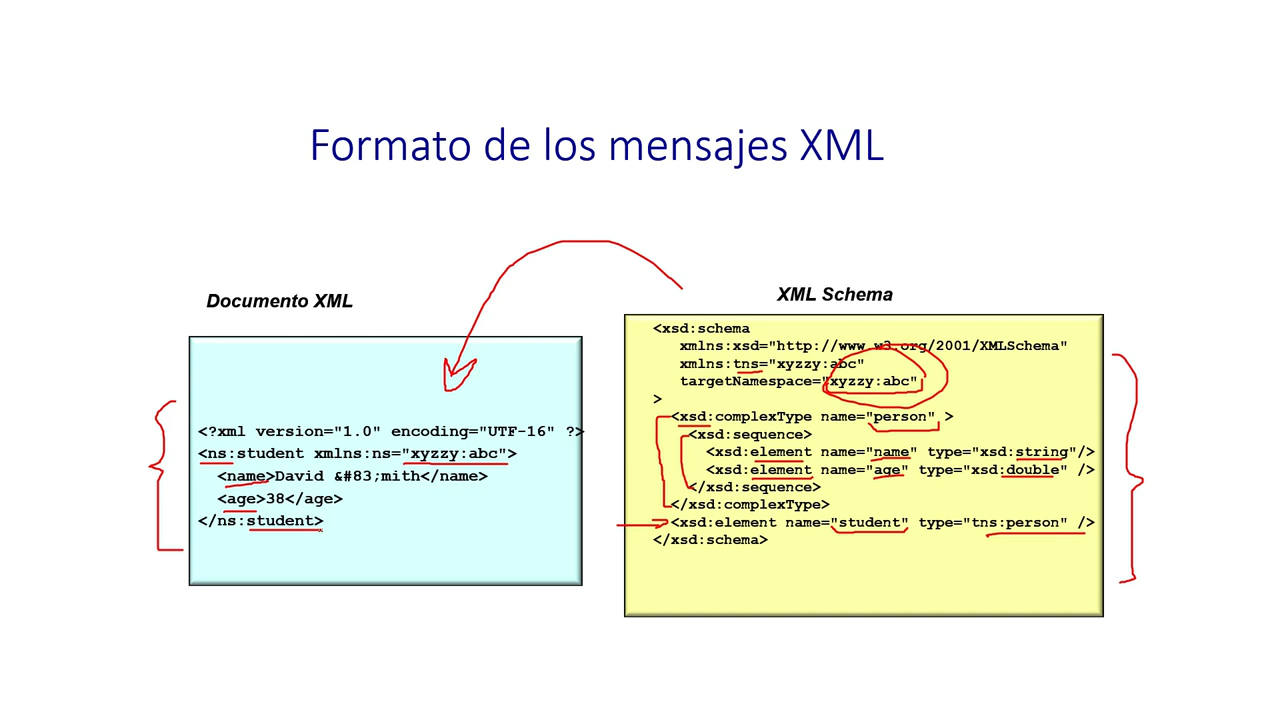 Formato de los mensajes XML
Documento XML
<?xml version="1.0" encoding="UTF-16" ?>
<ns:student xmlns:ns="xyzzy:abc">
<name>David &#83;mith</name>
<age>38</age>
</ns:student>
XML Schema
<xsd:schema
xmlns:xsd="http://www.w3.org/2001/XMLSchema"
xmlns:tns="xyzzy:abc"
targetNamespace="xyzzy:abc"
>
<xsd:complexType name="person" >
<xsd:sequence>
<xsd:element name="name" type="xsd:string"/>
<xsd:element name="age" type="xsd:double" />
</xsd:sequence>
</xsd:complexType>
<xsd:element name="student" type="tns:person" />
</xsd:schema>